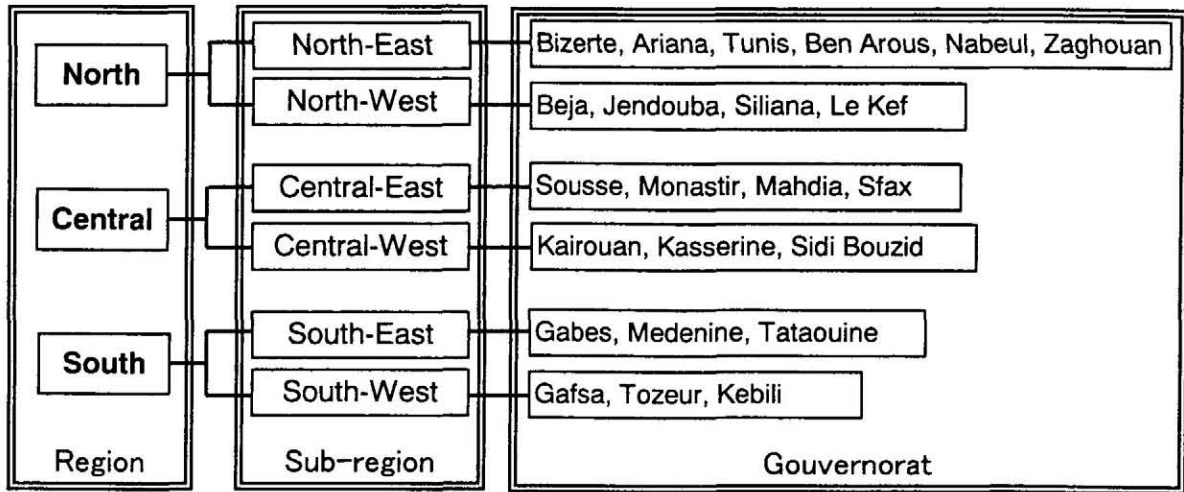 North
North-East
Bizerte, Ariana, Tunis, Ben Arous, Nabeul, Zaghouan
North-West
Beja, Jendouba, Siliana, Le Kef
Central
Central-East
Sousse, Monastir, Mahdia, Sfax
Central-West
Kairouan, Kasserine, Sidi Bouzid
South
South-East
Gabes, Medenine, Tataouine
South-West
Gafsa, Tozeur, Kebili
Region
Sub-region
Gouvernorat